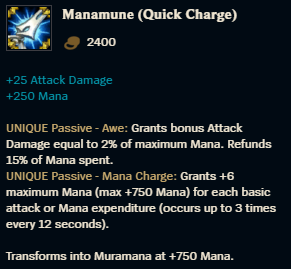 Manamune (Quick Charge)
2400
+25 Attack Damage
+250 Mana
UNIQUE Passive - Awe: Grants bonus Attack
Damage equal to 2% of maximum Mana. Refunds
15% of Mana spent.
UNIQUE Passive - Mana Charge: Grants +6
maximum Mana (max +750 Mana) for each basic
attack or Mana expenditure (occurs up to 3 times
every 12 seconds).
Transforms into Muramana at +750 Mana.